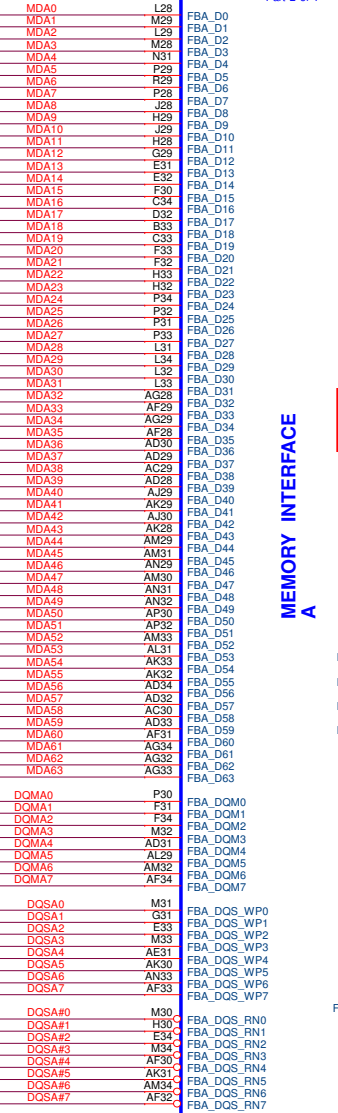 MDA0 L28 FBA_D0
MDA1 M29 FBA_D1
MDA2 L29 FBA_D2
MDA3 M28 FBA_D3
MDA4 N31 FBA_D4
MDA5 P29 FBA_D5
MDA6 R29 FBA_D6
MDA7 P28 FBA_D7
MDA8 J28 FBA_D8
MDA9 H29 FBA_D9
MDA10 J29 FBA_D10
MDA11 H28 FBA_D11
MDA12 G29 FBA_D12
MDA13 E31 FBA_D13
MDA14 E32 FBA_D14
MDA15 F30 FBA_D15
MDA16 C34 FBA_D16
MDA17 D32 FBA_D17
MDA18 B33 FBA_D18
MDA19 C33 FBA_D19
MDA20 F33 FBA_D20
MDA21 F32 FBA_D21
MDA22 H33 FBA_D22
MDA23 H32 FBA_D23
MDA24 P34 FBA_D24
MDA25 P32 FBA_D25
MDA26 P31 FBA_D26
MDA27 P33 FBA_D27
MDA28 L31 FBA_D28
MDA29 L34 FBA_D29
MDA30 L32 FBA_D30
MDA31 L33 FBA_D31
MDA32 AG28 FBA_D32
MDA33 AF29 FBA_D33
MDA34 AG29 FBA_D34
MDA35 AF28 FBA_D35
MDA36 AD30 FBA_D36
MDA37 AD29 FBA_D37
MDA38 AC29 FBA_D38
MDA39 AD28 FBA_D39
MDA40 AJ29 FBA_D40
MDA41 AK29 FBA_D41
MDA42 AJ30 FBA_D42
MDA43 AK28 FBA_D43
MDA44 AM29 FBA_D44
MDA45 AM31 FBA_D45
MDA46 AN29 FBA_D46
MDA47 AM30 FBA_D47
MDA48 AN31 FBA_D48
MDA49 AN32 FBA_D49
MDA50 AP30 FBA_D50
MDA51 AP32 FBA_D51
MDA52 AM33 FBA_D52
MDA53 AL31 FBA_D53
MDA54 AK33 FBA_D54
MDA55 AK32 FBA_D55
MDA56 AD34 FBA_D56
MDA57 AD32 FBA_D57
MDA58 AC30 FBA_D58
MDA59 AD33 FBA_D59
MDA60 AF31 FBA_D60
MDA61 AG34 FBA_D61
MDA62 AG32 FBA_D62
MDA63 AG33 FBA_D63
MEMORY INTERFACE
A
DQMA0 P30 FBA_DQM0
DQMA1 F31 FBA_DQM1
DQMA2 F34 FBA_DQM2
DQMA3 M32 FBA_DQM3
DQMA4 AD31 FBA_DQM4
DQMA5 AL29 FBA_DQM5
DQMA6 AM32 FBA_DQM6
DQMA7 AF34 FBA_DQM7
DQSA0 M31 FBA_DQS_WP0
DQSA1 G31 FBA_DQS_WP1
DQSA2 E33 FBA_DQS_WP2
DQSA3 M33 FBA_DQS_WP3
DQSA4 AE31 FBA_DQS_WP4
DQSA5 AK30 FBA_DQS_WP5
DQSA6 AN33 FBA_DQS_WP6
DQSA7 AF33 FBA_DQS_WP7
DQSA#0 M30 FBA_DQS_RN0
DQSA#1 H30 FBA_DQS_RN1
DQSA#2 E34 FBA_DQS_RN2
DQSA#3 M34 FBA_DQS_RN3
DQSA#4 AF30 FBA_DQS_RN4
DQSA#5 AK31 FBA_DQS_RN5
DQSA#6 AM34 FBA_DQS_RN6
DQSA#7 AF32 FBA_DQS_RN7